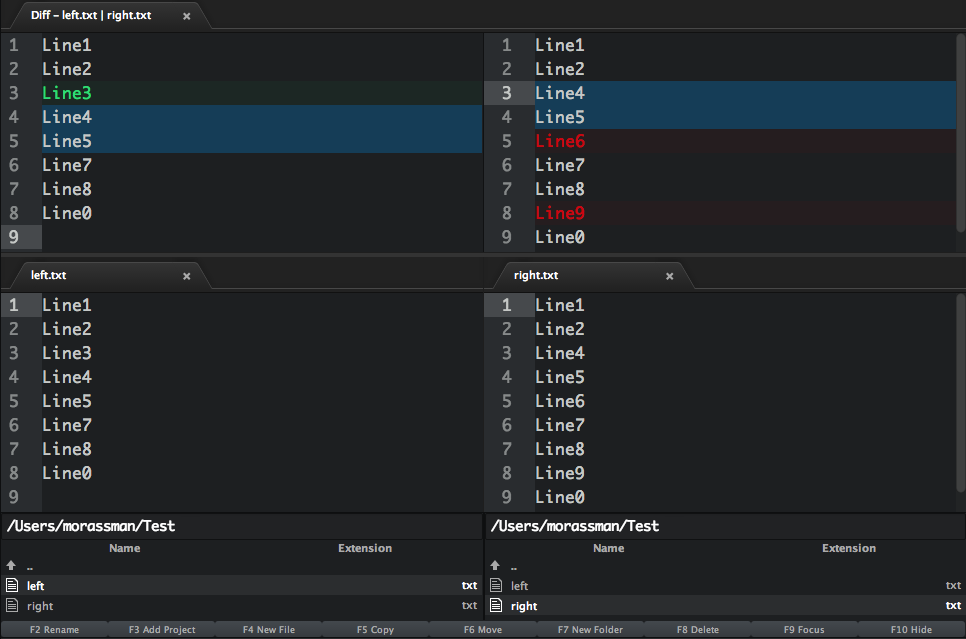 Diff – left.txt | right.txt ×
1 Line1
2 Line2
3 Line3
4 Line4
5 Line5
6 Line7
7 Line8
8 Line0
9
1 Line1
2 Line2
3 Line4
4 Line5
5 Line6
6 Line7
7 Line8
8 Line9
9 Line0
left.txt ×
1 Line1
2 Line2
3 Line3
4 Line4
5 Line5
6 Line7
7 Line8
8 Line0
9
right.txt ×
1 Line1
2 Line2
3 Line4
4 Line5
5 Line6
6 Line7
7 Line8
8 Line9
9 Line0
/Users/morassman/Test
Name Extension
..
left txt
right txt
/Users/morassman/Test
Name Extension
..
left txt
right txt
F2 Rename F3 Add Project F4 New File F5 Copy F6 Move F7 New Folder F8 Delete F9 Focus F10 Hide